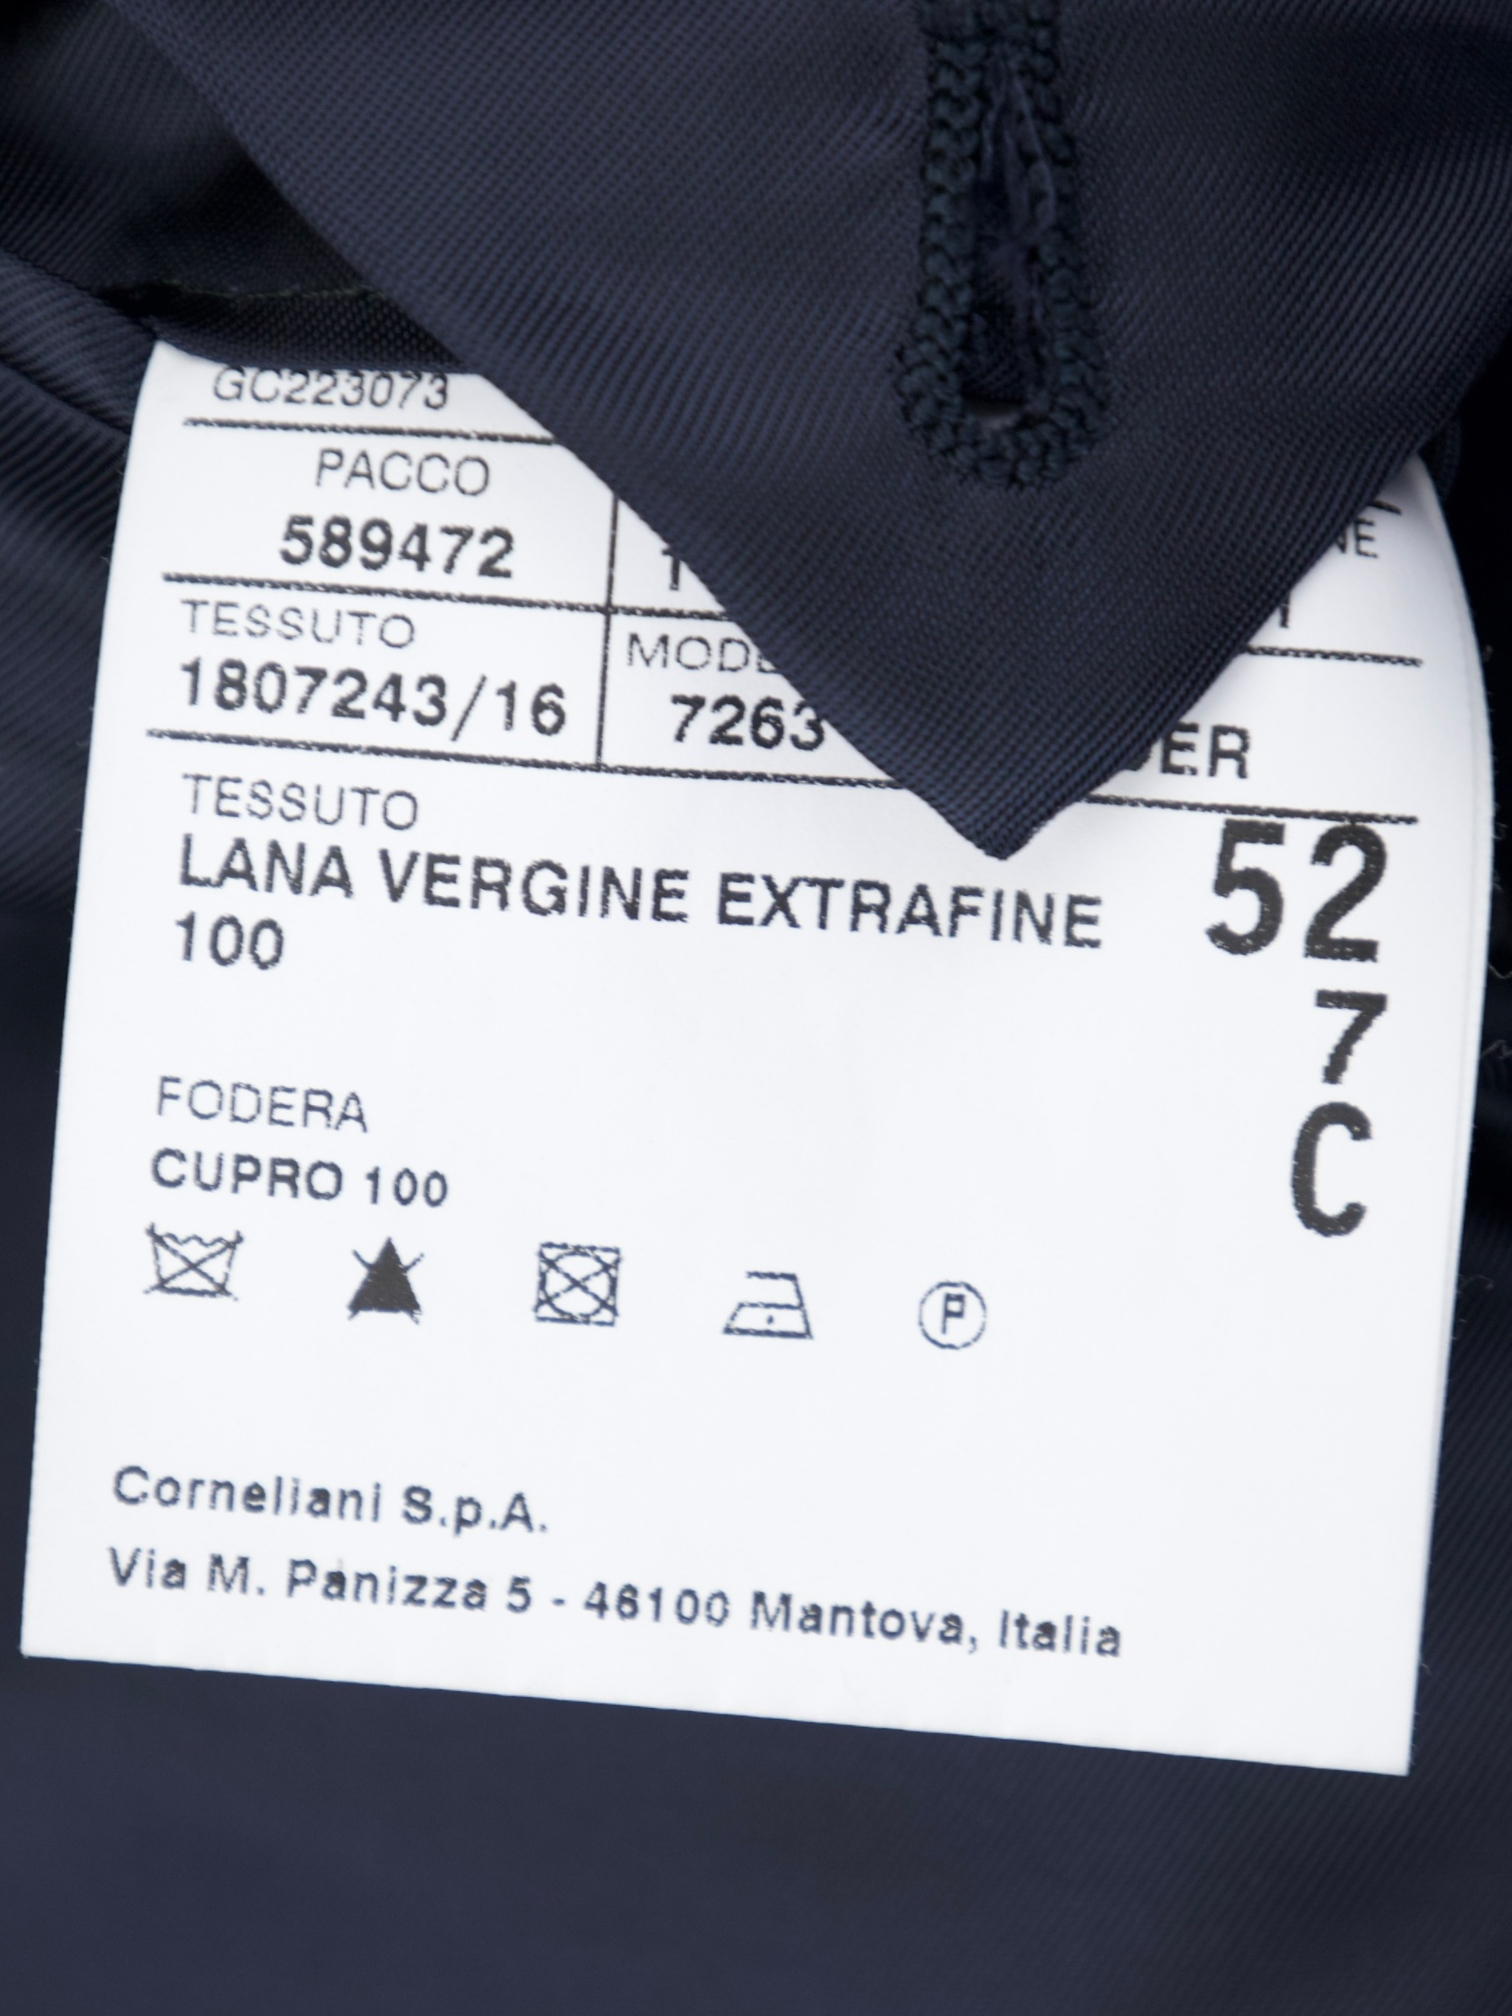 GC223073
PACCO
589472
TESSUTO
1807243/16
7263
TESSUTO
LANA VERGINE EXTRAFINE
100
52
7
C
FODERA
CUPRO 100
P
Corneliani S.p.A.
Via M. Panizza 5 - 46100 Mantova, Italia